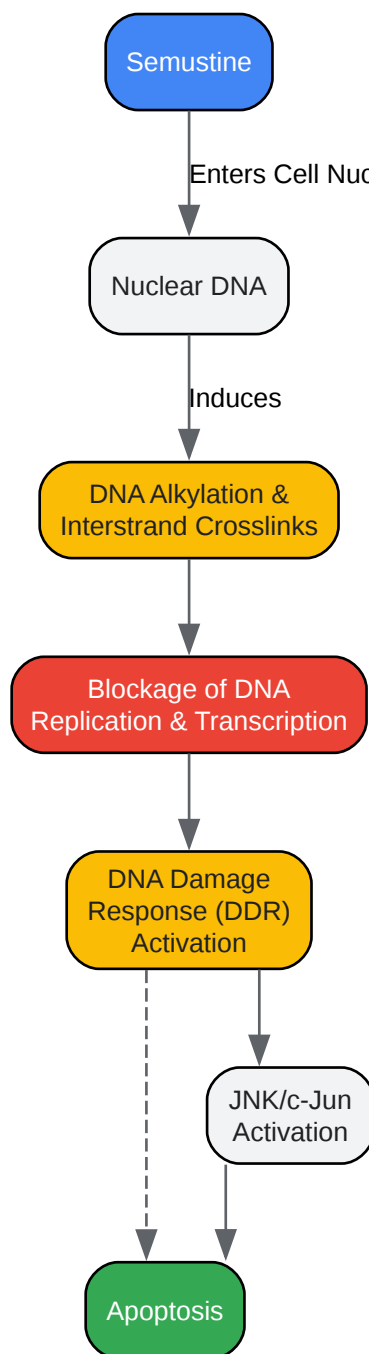 Semustine
Enters Cell
Nuclear DNA
Induces
DNA Alkylation &
Interstrand Crosslinks
Blockage of DNA
Replication & Transcription
DNA Damage
Response (DDR)
Activation
JNK/c-Jun
Activation
Apoptosis